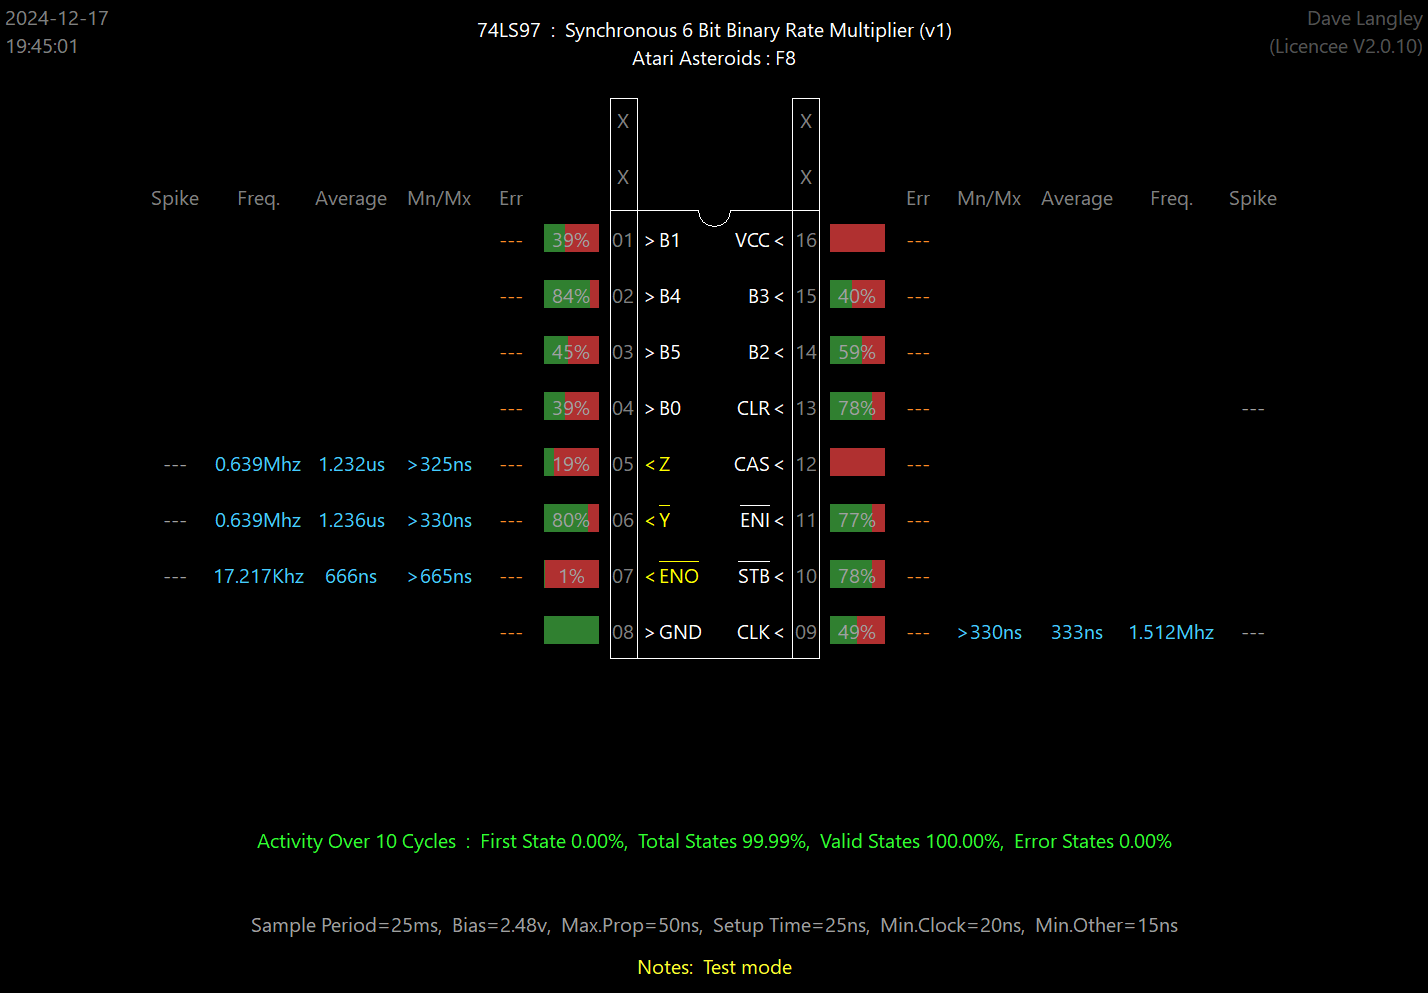 2024-12-17
19:45:01
74LS97 : Synchronous 6 Bit Binary Rate Multiplier (v1)
Atari Asteroids : F8
Dave Langley
(Licencee V2.0.10)
X X
X X
Spike Freq. Average Mn/Mx Err Err Mn/Mx Average Freq. Spike
--- 39% 01 > B1 VCC < 16 ---
--- 84% 02 > B4 B3 < 15 40% ---
--- 45% 03 > B5 B2 < 14 59% ---
--- 39% 04 > B0 CLR < 13 78% --- ---
--- 0.639Mhz 1.232us >325ns --- 19% 05 < Z CAS < 12 ---
--- 0.639Mhz 1.236us >330ns --- 80% 06 < Y ENI < 11 77% ---
--- 17.217Khz 666ns >665ns --- 1% 07 < ENO STB < 10 78% ---
--- 08 > GND CLK < 09 49% --- >330ns 333ns 1.512Mhz ---
Activity Over 10 Cycles : First State 0.00%, Total States 99.99%, Valid States 100.00%, Error States 0.00%
Sample Period=25ms, Bias=2.48v, Max.Prop=50ns, Setup Time=25ns, Min.Clock=20ns, Min.Other=15ns
Notes: Test mode